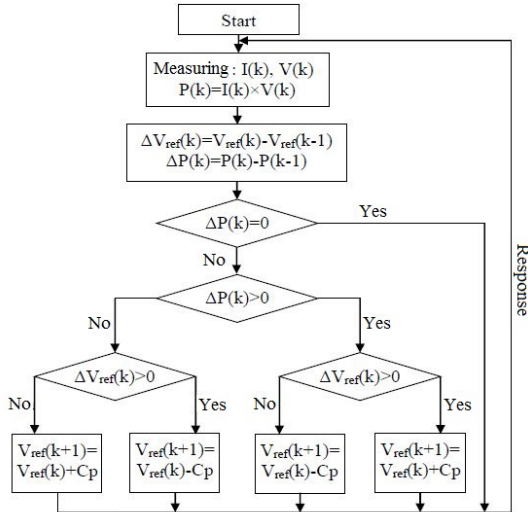 Start
Measuring : I(k), V(k)
P(k)=I(k)×V(k)
ΔVref(k)=Vref(k)-Vref(k-1)
ΔP(k)=P(k)-P(k-1)
ΔP(k)=0
Yes
No
ΔP(k)>0
No
Yes
Response
ΔVref(k)>0
ΔVref(k)>0
No
Yes
No
Yes
Vref(k+1)=
Vref(k)+Cp
Vref(k+1)=
Vref(k)-Cp
Vref(k+1)=
Vref(k)-Cp
Vref(k+1)=
Vref(k)+Cp